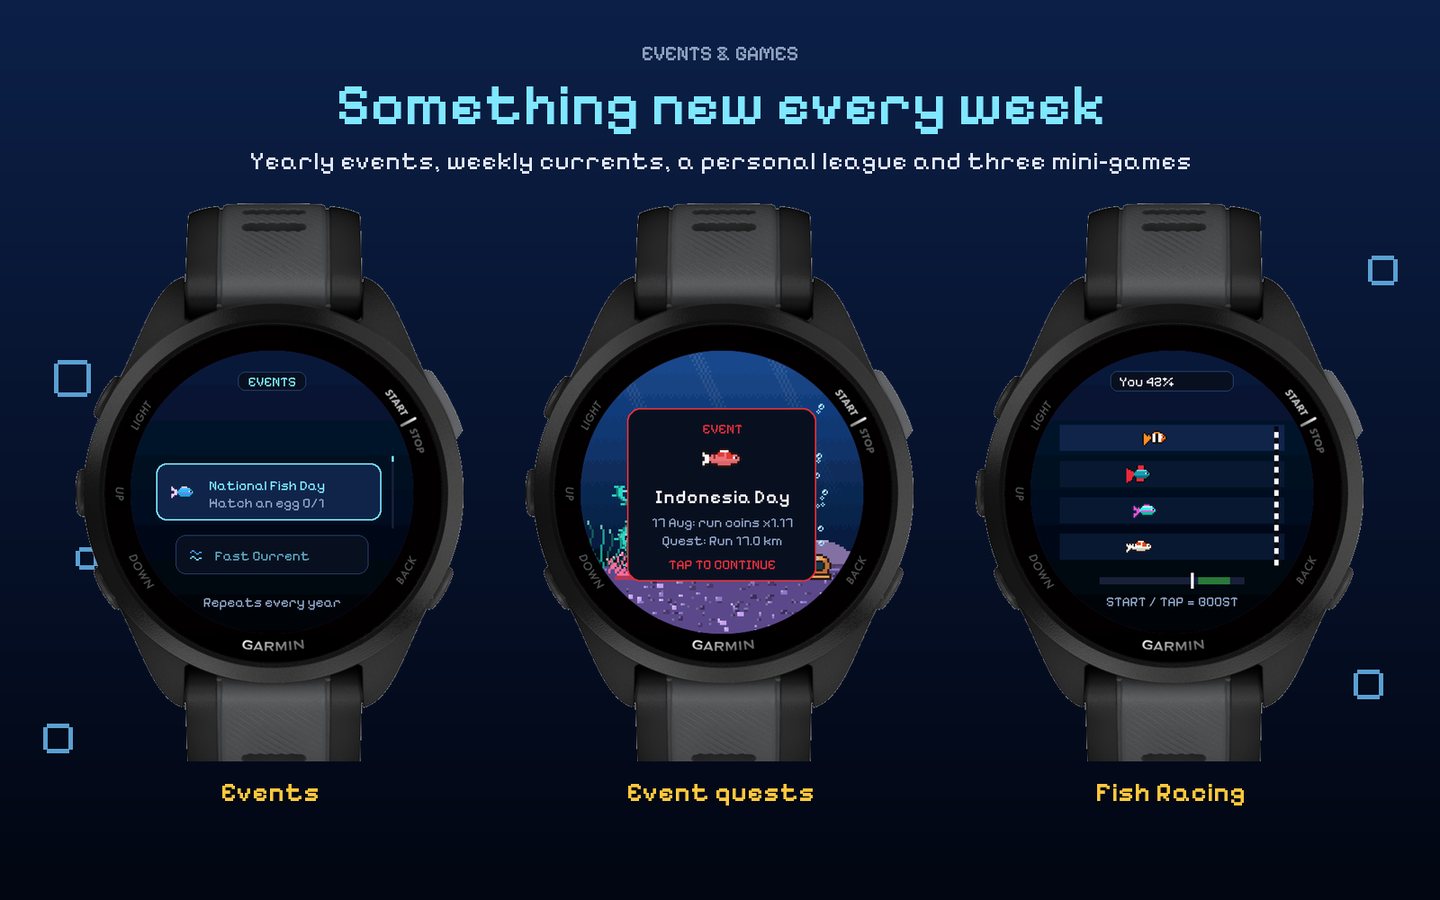 EVENTS & GAMES
Something new every week
Yearly events, weekly currents, a personal league and three mini-games
EVENTS
National Fish Day
Hatch an egg 0/1
Fast Current
Repeats every year
LIGHT
UP
DOWN
START
STOP
BACK
GARMIN
Events
EVENT
Indonesia Day
17 Aug: run coins x1.17
Quest: Run 17.0 km
TAP TO CONTINUE
LIGHT
UP
DOWN
START
STOP
BACK
GARMIN
Event quests
You 42%
START / TAP = BOOST
LIGHT
UP
DOWN
START
STOP
BACK
GARMIN
Fish Racing